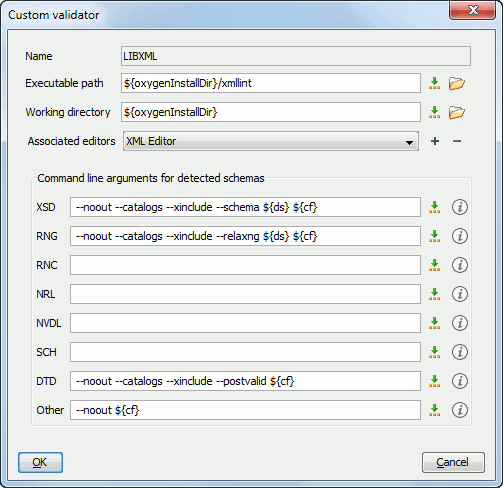 Custom validator
Name LIBXML
Executable path ${oxygenInstallDir}/xmllint
Working directory ${oxygenInstallDir}
Associated editors XML Editor
Command line arguments for detected schemas
XSD --noout --catalogs --xinclude --schema ${ds} ${cf}
RNG --noout --catalogs --xinclude --relaxng ${ds} ${cf}
RNC
NRL
NVDL
SCH
DTD --noout --catalogs --xinclude --postvalid ${cf}
Other --noout ${cf}
OK Cancel